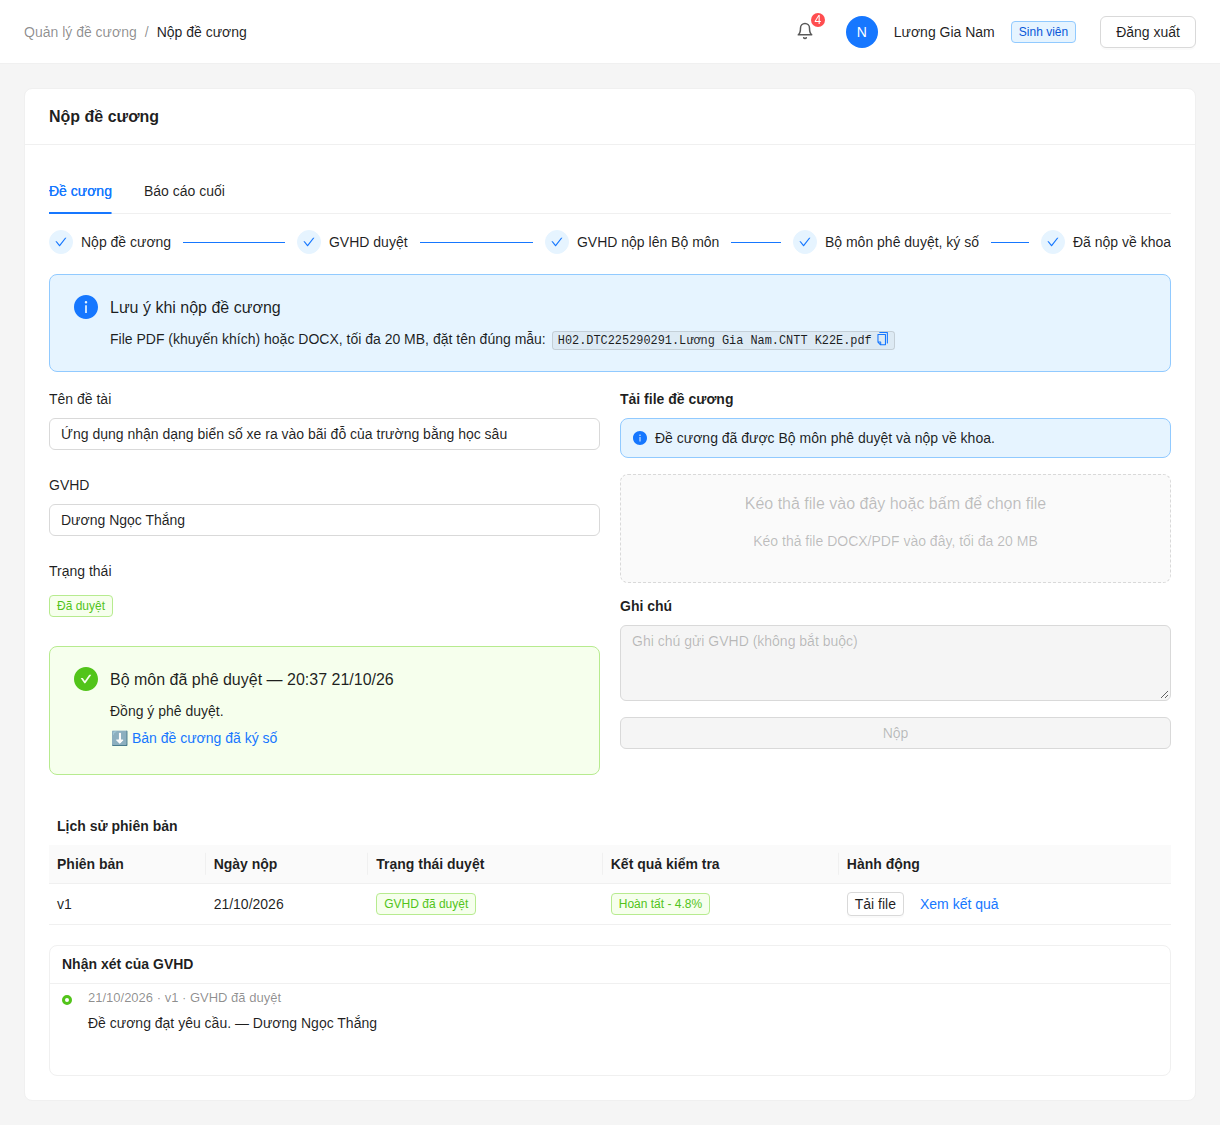 Quản lý đề cương / Nộp đề cương
4
N
Lương Gia Nam
Sinh viên
Đăng xuất
Nộp đề cương
Đề cương
Báo cáo cuối
Nộp đề cương
GVHD duyệt
GVHD nộp lên Bộ môn
Bộ môn phê duyệt, ký số
Đã nộp về khoa
Lưu ý khi nộp đề cương
File PDF (khuyến khích) hoặc DOCX, tối đa 20 MB, đặt tên đúng mẫu: H02.DTC225290291.Lương Gia Nam.CNTT K22E.pdf
Tên đề tài
Ứng dụng nhận dạng biển số xe ra vào bãi đỗ của trường bằng học sâu
GVHD
Dương Ngọc Thắng
Trạng thái
Đã duyệt
Bộ môn đã phê duyệt — 20:37 21/10/26
Đồng ý phê duyệt.
⬇️ Bản đề cương đã ký số
Tải file đề cương
Đề cương đã được Bộ môn phê duyệt và nộp về khoa.
Kéo thả file vào đây hoặc bấm để chọn file
Kéo thả file DOCX/PDF vào đây, tối đa 20 MB
Ghi chú
Ghi chú gửi GVHD (không bắt buộc)
Nộp
Lịch sử phiên bản
Phiên bản Ngày nộp Trạng thái duyệt Kết quả kiểm tra Hành động
v1 21/10/2026 GVHD đã duyệt Hoàn tất - 4.8% Tải file Xem kết quả
Nhận xét của GVHD
21/10/2026 · v1 · GVHD đã duyệt
Đề cương đạt yêu cầu. — Dương Ngọc Thắng